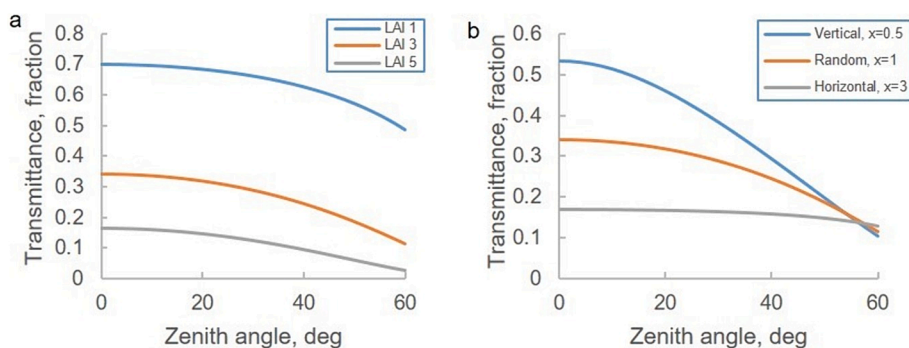 a
LAI 1
LAI 3
LAI 5
Transmittance, fraction
0.8
0.7
0.6
0.5
0.4
0.3
0.2
0.1
0
0 20 40 60
Zenith angle, deg
b
Vertical, x=0.5
Random, x=1
Horizontal, x=3
Transmittance, fraction
0.6
0.5
0.4
0.3
0.2
0.1
0
0 20 40 60
Zenith angle, deg